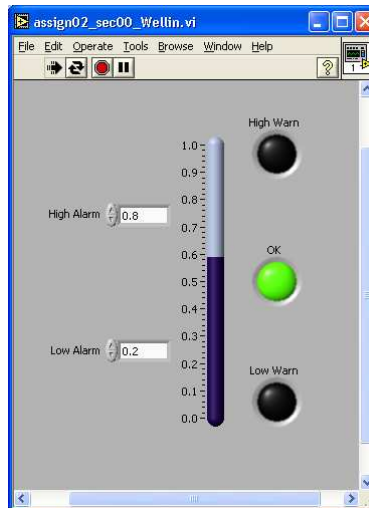 assign02_sec00_Wellin.vi
File Edit Operate Tools Browse Window Help
?
1
High Warn
1.0
0.9
0.8
High Alarm 0.8
0.7
OK
0.6
0.5
0.4
0.3
Low Alarm 0.2
0.2
Low Warn
0.1
0.0